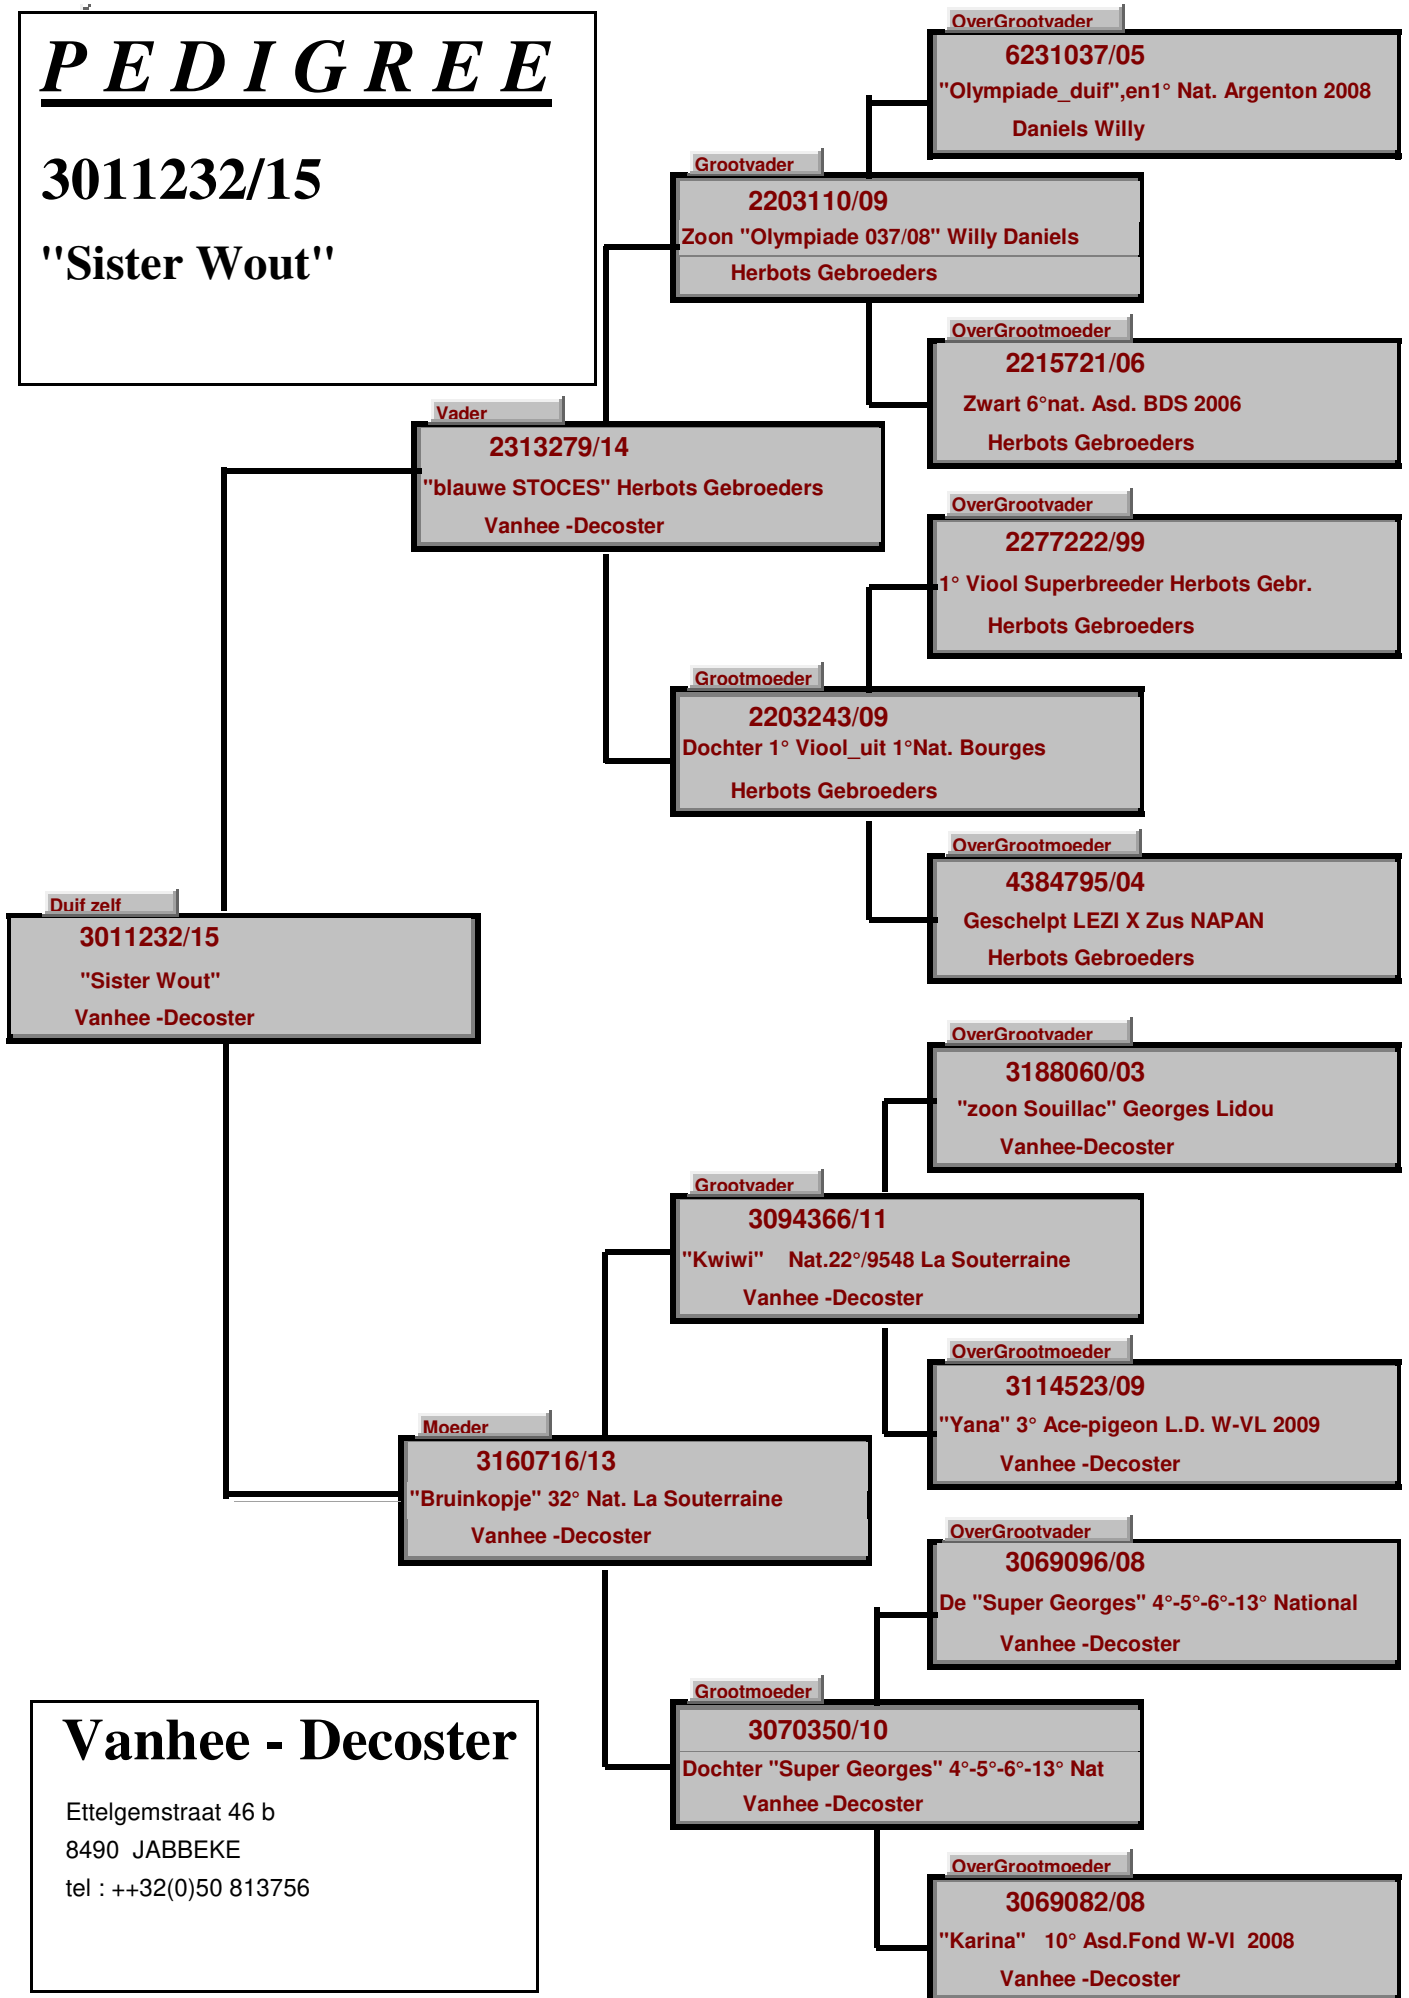 P E D I G R E E
3011232/15
"Sister Wout"
OverGrootvader
6231037/05
"Olympiade_duif",en1° Nat. Argenton 2008
Daniels Willy
Grootvader
2203110/09
Zoon "Olympiade 037/08" Willy Daniels
Herbots Gebroeders
OverGrootmoeder
2215721/06
Zwart 6°nat. Asd. BDS 2006
Herbots Gebroeders
Vader
2313279/14
"blauwe STOCES" Herbots Gebroeders
Vanhee -Decoster
OverGrootvader
2277222/99
1° Viool Superbreeder Herbots Gebr.
Herbots Gebroeders
Grootmoeder
2203243/09
Dochter 1° Viool_uit 1°Nat. Bourges
Herbots Gebroeders
OverGrootmoeder
4384795/04
Geschelpt LEZI X Zus NAPAN
Herbots Gebroeders
Duif zelf
3011232/15
"Sister Wout"
Vanhee -Decoster
OverGrootvader
3188060/03
"zoon Souillac" Georges Lidou
Vanhee-Decoster
Grootvader
3094366/11
"Kwiwi" Nat.22°/9548 La Souterraine
Vanhee -Decoster
OverGrootmoeder
3114523/09
"Yana" 3° Ace-pigeon L.D. W-VL 2009
Vanhee -Decoster
Moeder
3160716/13
"Bruinkopje" 32° Nat. La Souterraine
Vanhee -Decoster
OverGrootvader
3069096/08
De "Super Georges" 4°-5°-6°-13° National
Vanhee -Decoster
Grootmoeder
3070350/10
Dochter "Super Georges" 4°-5°-6°-13° Nat
Vanhee -Decoster
OverGrootmoeder
3069082/08
"Karina" 10° Asd.Fond W-Vl 2008
Vanhee -Decoster
Vanhee - Decoster
Ettelgemstraat 46 b
8490 JABBEKE
tel : ++32(0)50 813756